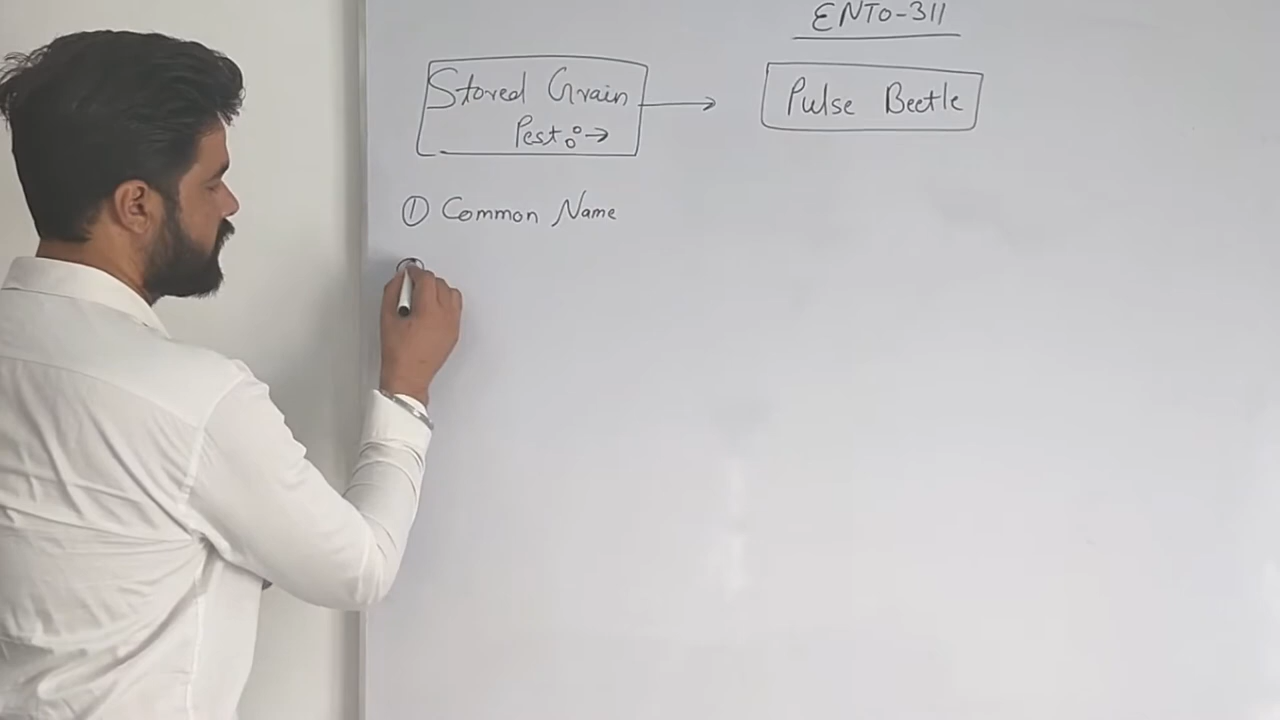 ENTO-311
Stored Grain
Pest :→
→ Pulse Beetle
① Common Name